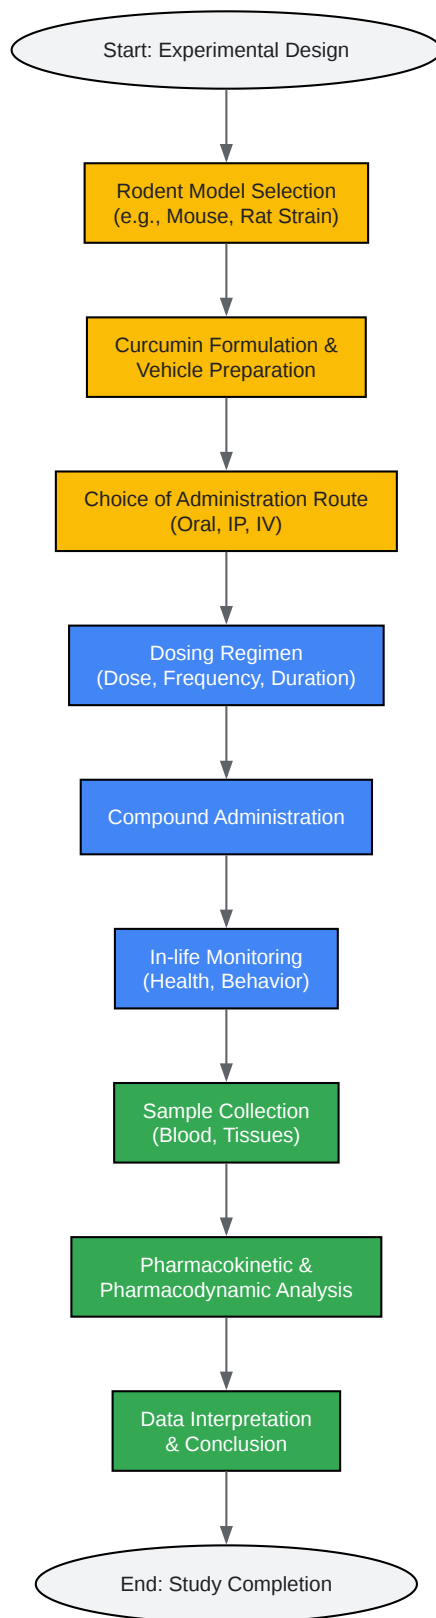 Start: Experimental Design
Rodent Model Selection
(e.g., Mouse, Rat Strain)
Curcumin Formulation &
Vehicle Preparation
Choice of Administration Route
(Oral, IP, IV)
Dosing Regimen
(Dose, Frequency, Duration)
Compound Administration
In-life Monitoring
(Health, Behavior)
Sample Collection
(Blood, Tissues)
Pharmacokinetic &
Pharmacodynamic Analysis
Data Interpretation
& Conclusion
End: Study Completion